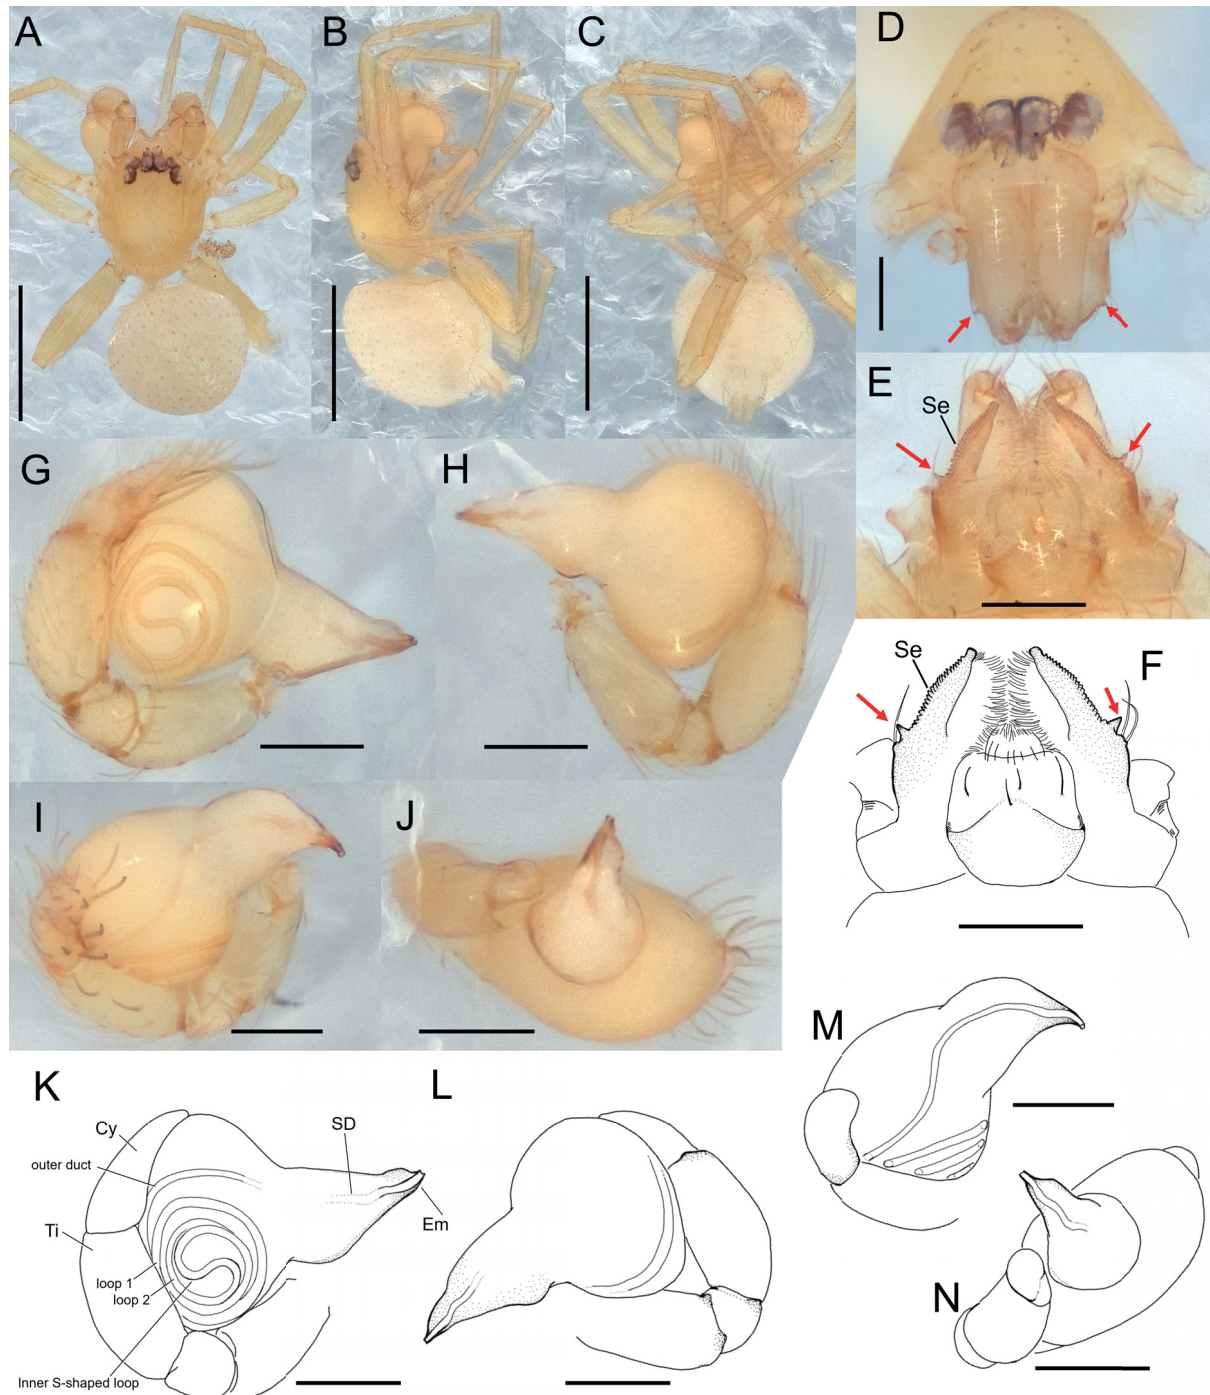 A
B
C
D
E
Se
F
Se
G
H
I
J
K
Cy
outer duct
Ti
loop 1
loop 2
Inner S-shaped loop
SD
Em
L
M
N